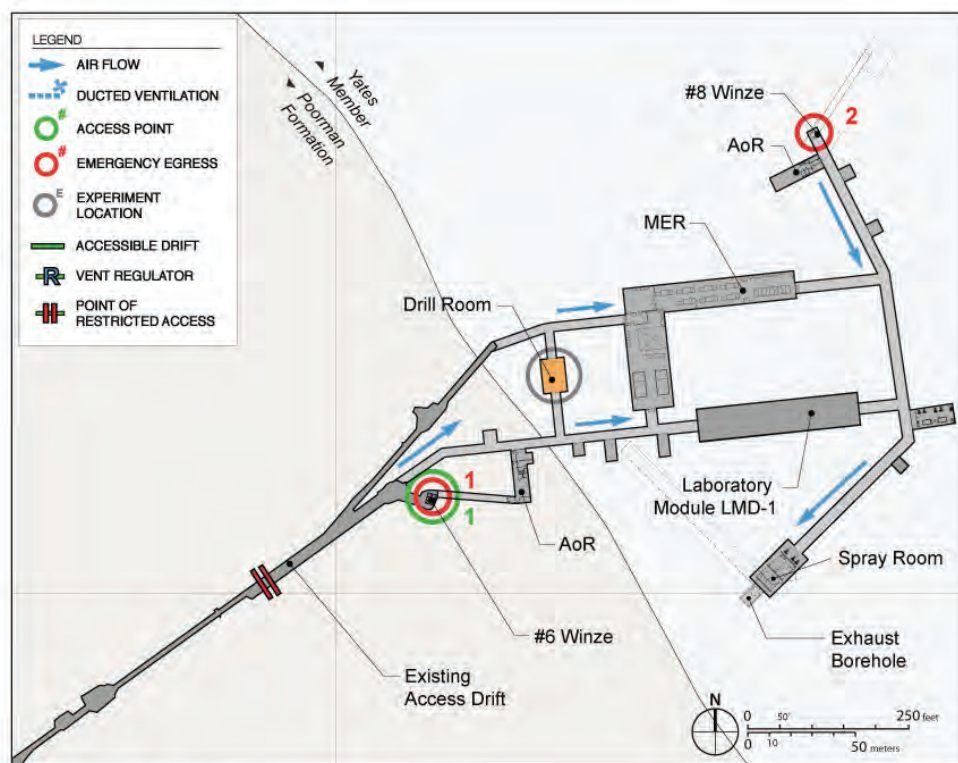 LEGEND
AIR FLOW
DUCTED VENTILATION
#
ACCESS POINT
#
EMERGENCY EGRESS
E
EXPERIMENT
LOCATION
ACCESSIBLE DRIFT
R
VENT REGULATOR
POINT OF
RESTRICTED ACCESS
Yates
Member
Poorman
Formation
#8 Winze
2
AoR
MER
Drill Room
1
1
Laboratory
Module LMD-1
AoR
Spray Room
#6 Winze
Exhaust
Borehole
Existing
Access Drift
N
0 50' 250 feet
0 10 50 meters